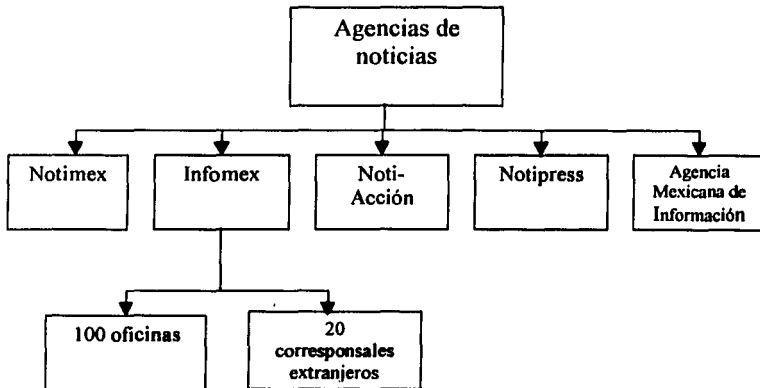 Agencias de
noticias
Notimex
Infomex
Noti-
Acción
Notipress
Agencia
Mexicana de
Información
100 oficinas
20
corresponsales
extranjeros